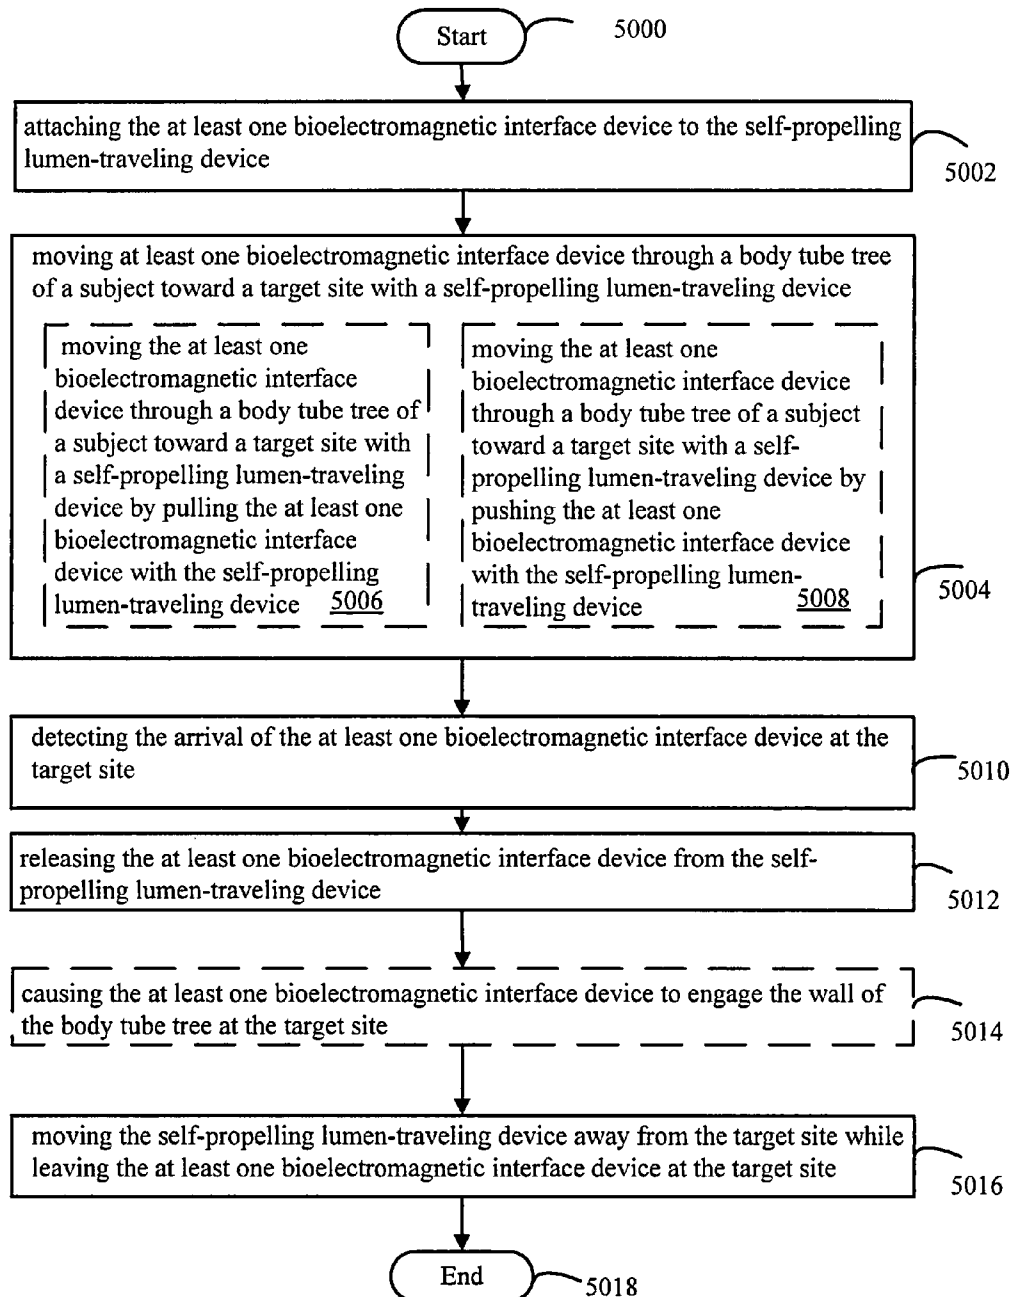 Start
5000
attaching the at least one bioelectromagnetic interface device to the self-propelling
lumen-traveling device
5002
moving at least one bioelectromagnetic interface device through a body tube tree
of a subject toward a target site with a self-propelling lumen-traveling device
moving the at least one
bioelectromagnetic interface
device through a body tube tree of
a subject toward a target site with
a self-propelling lumen-traveling
device by pulling the at least one
bioelectromagnetic interface
device with the self-propelling
lumen-traveling device 5006
moving the at least one
bioelectromagnetic interface device
through a body tube tree of a subject
toward a target site with a self-
propelling lumen-traveling device by
pushing the at least one
bioelectromagnetic interface device
with the self-propelling lumen-
traveling device 5008
5004
detecting the arrival of the at least one bioelectromagnetic interface device at the
target site
5010
releasing the at least one bioelectromagnetic interface device from the self-
propelling lumen-traveling device
5012
causing the at least one bioelectromagnetic interface device to engage the wall of
the body tube tree at the target site
5014
moving the self-propelling lumen-traveling device away from the target site while
leaving the at least one bioelectromagnetic interface device at the target site
5016
End
5018